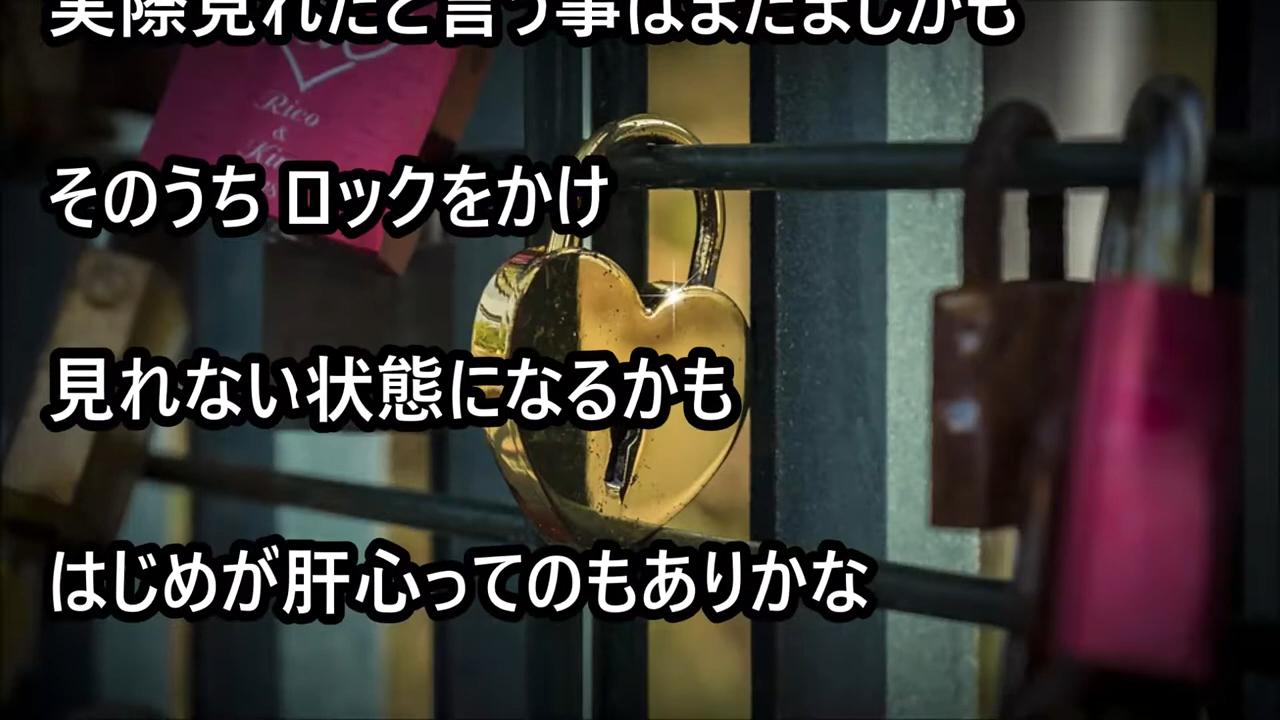 実際見れたと言う事はまだましかも
Rico
&
そのうち ロックをかけ
見れない状態になるかも
はじめが肝心ってのもありかな